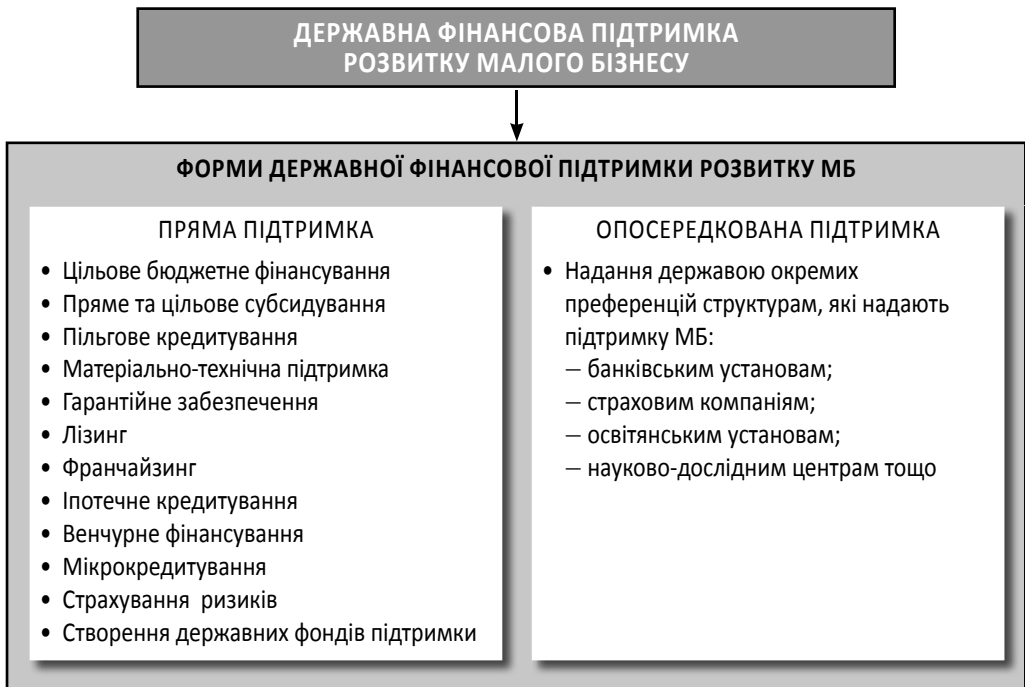 ДЕРЖАВНА ФІНАНСОВА ПІДТРИМКА
РОЗВИТКУ МАЛОГО БІЗНЕСУ
ФОРМИ ДЕРЖАВНОЇ ФІНАНСОВОЇ ПІДТРИМКИ РОЗВИТКУ МБ
ПРЯМА ПІДТРИМКА
• Цільове бюджетне фінансування
• Пряме та цільове субсидування
• Пільгове кредитування
• Матеріально-технічна підтримка
• Гарантійне забезпечення
• Лізинг
• Франчайзинг
• Іпотечне кредитування
• Венчурне фінансування
• Мікрокредитування
• Страхування ризиків
• Створення державних фондів підтримки
ОПОСЕРЕДКОВАНА ПІДТРИМКА
• Надання державою окремих
преференцій структурам, які надають
підтримку МБ:
– банківським установам;
– страховим компаніям;
– освітянським установам;
– науково-дослідним центрам тощо